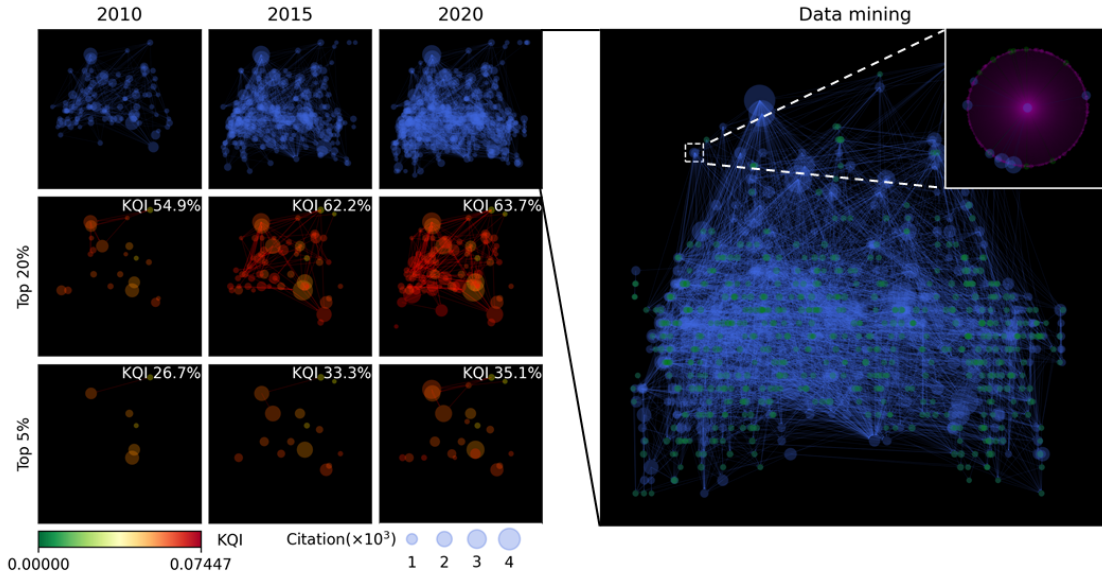 2010 2015 2020 Data mining
KQI 54.9% KQI 62.2% KQI 63.7%
Top 20%
KQI 26.7% KQI 33.3% KQI 35.1%
Top 5%
KQI Citation(×10³)
0.00000 0.07447 1 2 3 4